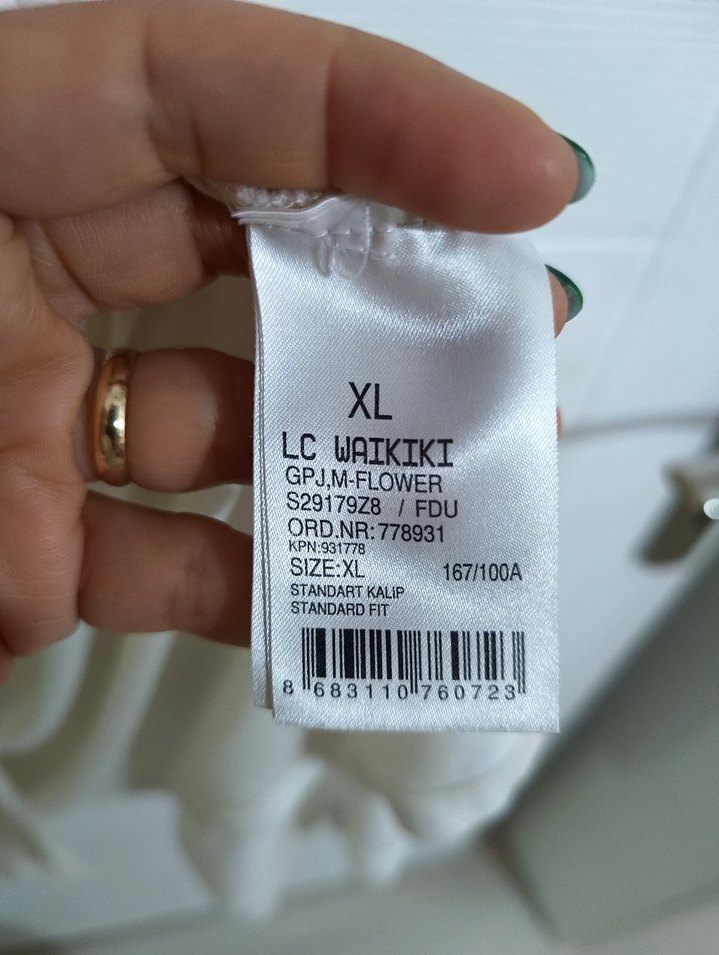 XL
LC WAIKIKI
GPJ,M-FLOWER
S29179Z8 / FDU
ORD.NR:778931
KPN:931778
SIZE:XL 167/100A
STANDART KALIP
STANDARD FIT
8 683110 760723